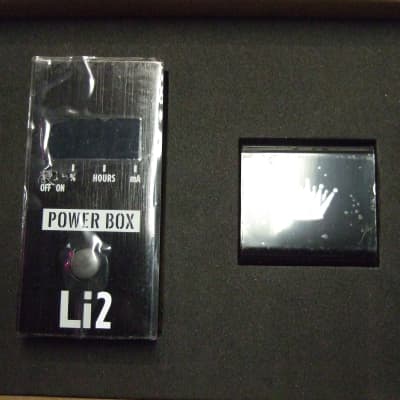 % HOURS mA
OFF ON
POWER BOX
Li2